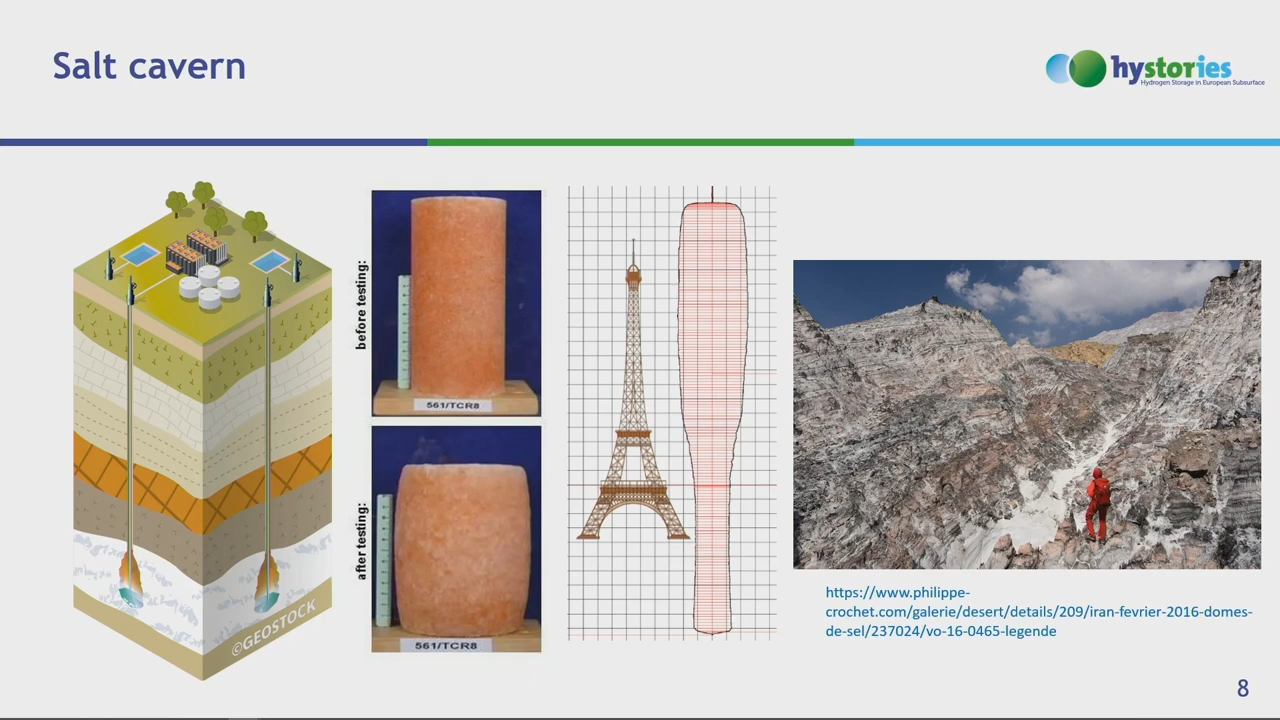 Salt cavern
hystories
Hydrogen Storage in European Subsurface
©GEOSTOCK
before testing:
561/TCR8
after testing:
561/TCR8
https://www.philippe-
crochet.com/galerie/desert/details/209/iran-fevrier-2016-domes-
de-sel/237024/vo-16-0465-legende
8